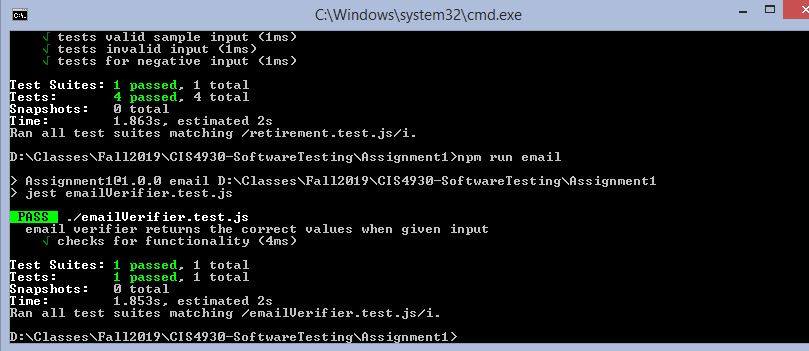 C:\Windows\system32\cmd.exe
√ tests valid sample input (1ms)
√ tests invalid input (1ms)
√ tests for negative input (1ms)
Test Suites: 1 passed, 1 total
Tests:       4 passed, 4 total
Snapshots:   0 total
Time:        1.863s, estimated 2s
Ran all test suites matching /retirement.test.js/i.
D:\Classes\Fall2019\CIS4930-SoftwareTesting\Assignment1>npm run email
> Assignment1@1.0.0 email D:\Classes\Fall2019\CIS4930-SoftwareTesting\Assignment1
> jest emailVerifier.test.js
PASS ./emailVerifier.test.js
email verifier returns the correct values when given input
√ checks for functionality (4ms)
Test Suites: 1 passed, 1 total
Tests:       1 passed, 1 total
Snapshots:   0 total
Time:        1.853s, estimated 2s
Ran all test suites matching /emailVerifier.test.js/i.
D:\Classes\Fall2019\CIS4930-SoftwareTesting\Assignment1>